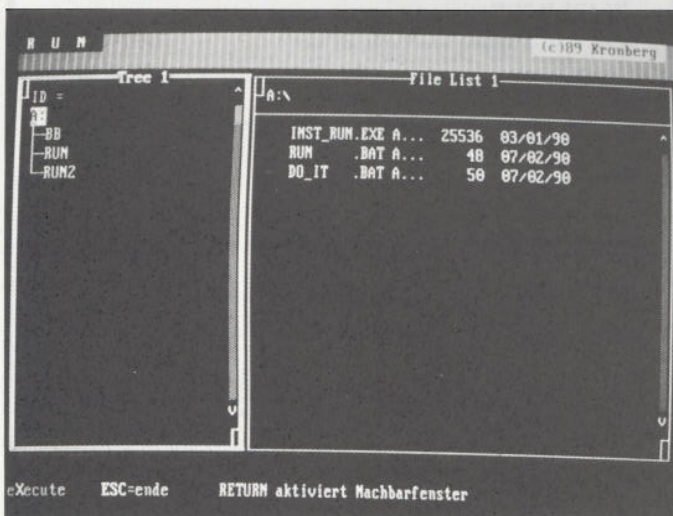 R U N
(c)89 Kronberg
Tree 1
File List 1
ID =
A:\
A:
BB
RUN
RUN2
INST_RUN.EXE A... 25536 03/01/90
RUN .BAT A... 48 07/02/90
DO_IT .BAT A... 50 07/02/90
eXecute ESC=ende RETURN aktiviert Nachbarfenster